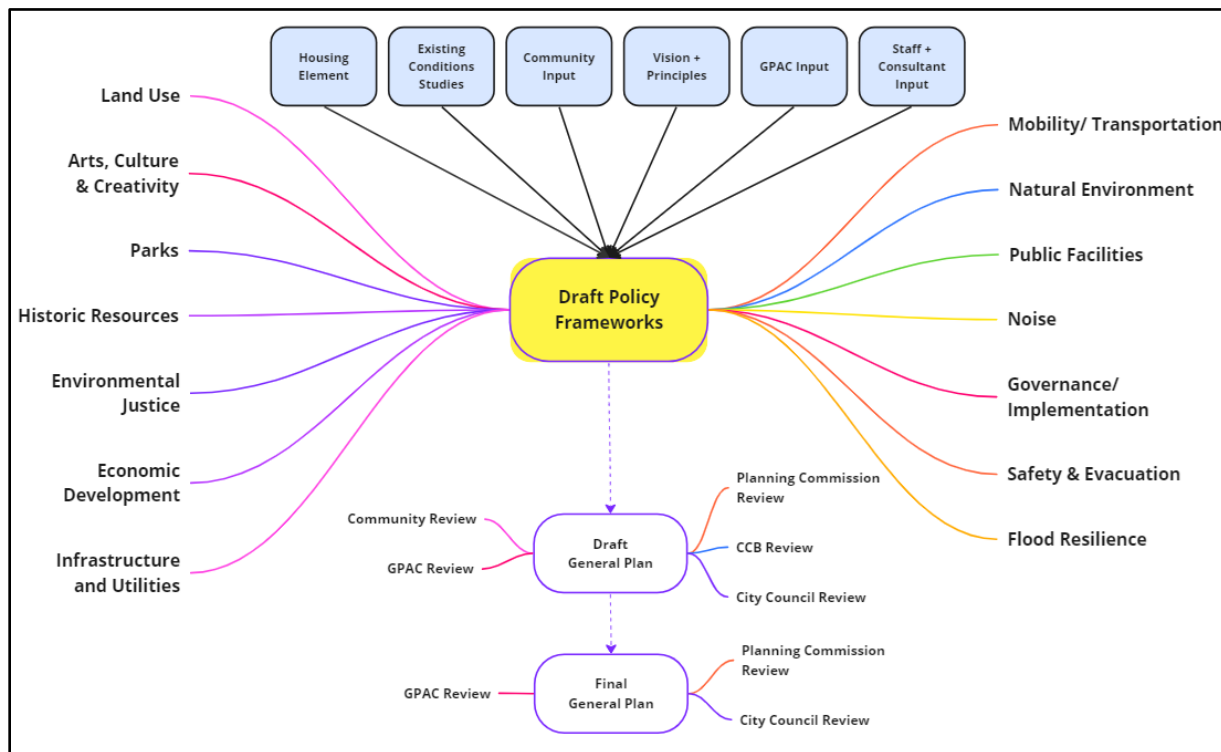 Housing
Element
Existing
Conditions
Studies
Community
Input
Vision +
Principles
GPAC Input
Staff +
Consultant
Input
Land Use
Arts, Culture
& Creativity
Parks
Historic Resources
Environmental
Justice
Economic
Development
Infrastructure
and Utilities
Draft Policy
Frameworks
Mobility/ Transportation
Natural Environment
Public Facilities
Noise
Governance/
Implementation
Safety & Evacuation
Flood Resilience
Community Review
GPAC Review
Draft
General Plan
Planning Commission
Review
CCB Review
City Council Review
GPAC Review
Final
General Plan
Planning Commission
Review
City Council Review